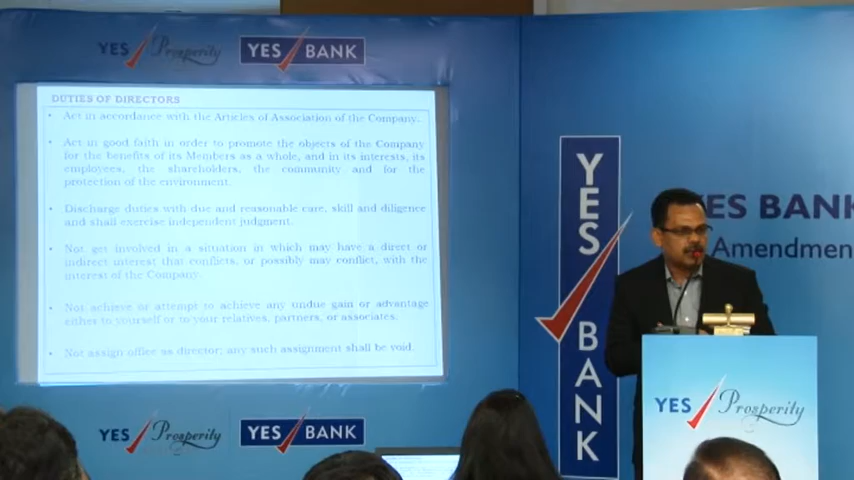 YES Prosperity YES BANK
DUTIES OF DIRECTORS
• Act in accordance with the Articles of Association of the Company.
• Act in good faith in order to promote the objects of the Company
for the benefits of its Members as a whole, and in its interests, its
employees, the shareholders, the community and for the
protection of the environment.
• Discharge duties with due and reasonable care, skill and diligence
and shall exercise independent judgment.
• Not get involved in a situation in which may have a direct or
indirect interest that conflicts, or possibly may conflict, with the
interest of the Company.
• Not achieve or attempt to achieve any undue gain or advantage
either to yourself or to your relatives, partners, or associates.
• Not assign office as director; any such assignment shall be void.
YES Prosperity YES BANK
YES BANK
YES BANK
Amendmen
YES Prosperity